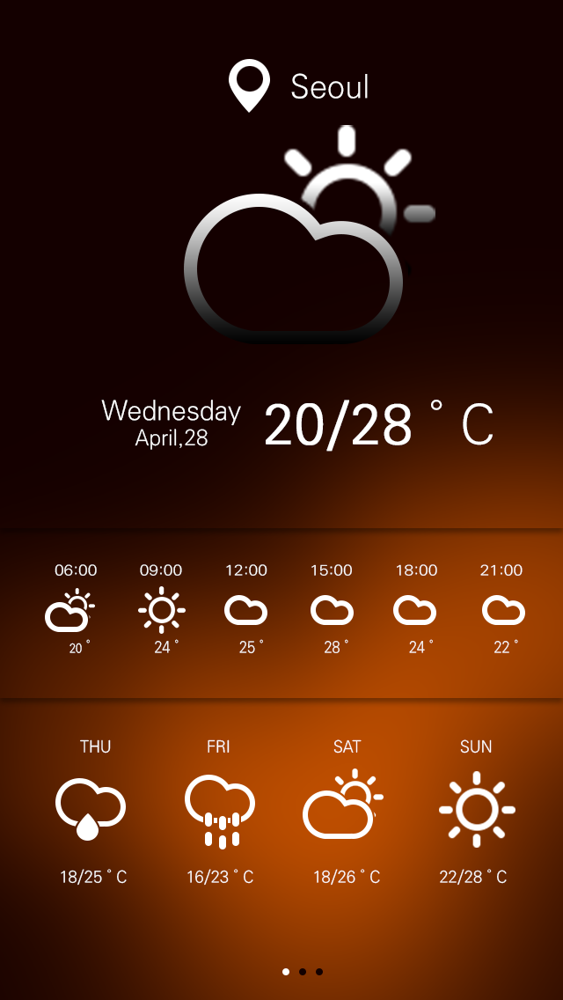 Seoul
Wednesday
April,28
20/28 ° C
06:00 09:00 12:00 15:00 18:00 21:00
20 ° 24 ° 25 ° 28 ° 24 ° 22 °
THU FRI SAT SUN
18/25 ° C 16/23 ° C 18/26 ° C 22/28 ° C